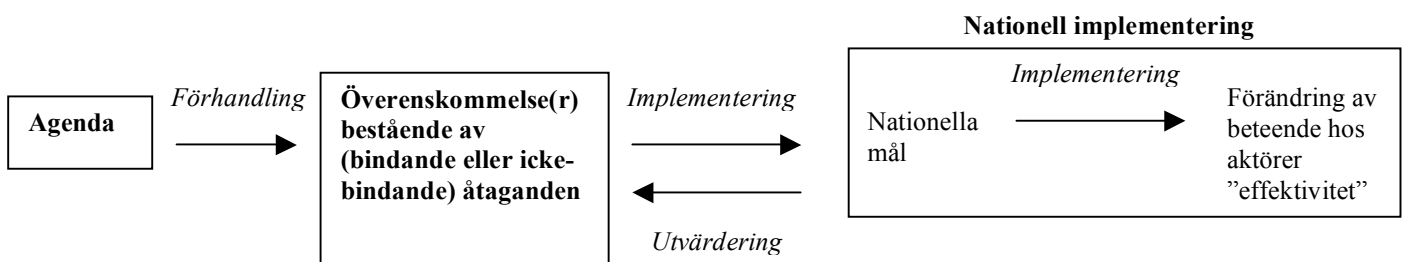 Nationell implementering
Agenda
Förhandling
Överenskommelse(r)
bestående av
(bindande eller icke-
bindande) åtaganden
Implementering
Utvärdering
Nationella
mål
Implementering
Förändring av
beteende hos
aktörer
”effektivitet”